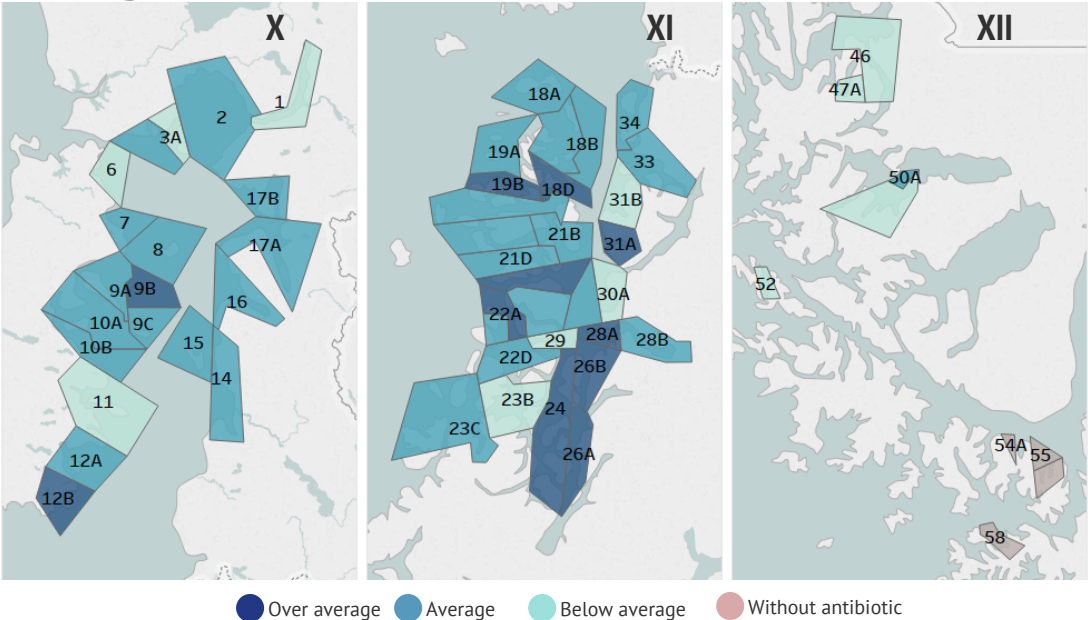 X
1
2
3A
6
7
8
9A
9B
9C
10A
10B
11
12A
12B
14
15
16
17A
17B
XI
18A
18B
18D
19A
19B
34
33
31B
31A
21B
21D
30A
22A
29
28A
28B
22D
26B
23B
24
23C
26A
XII
46
47A
50A
52
54A
55
58
Over average
Average
Below average
Without antibiotic